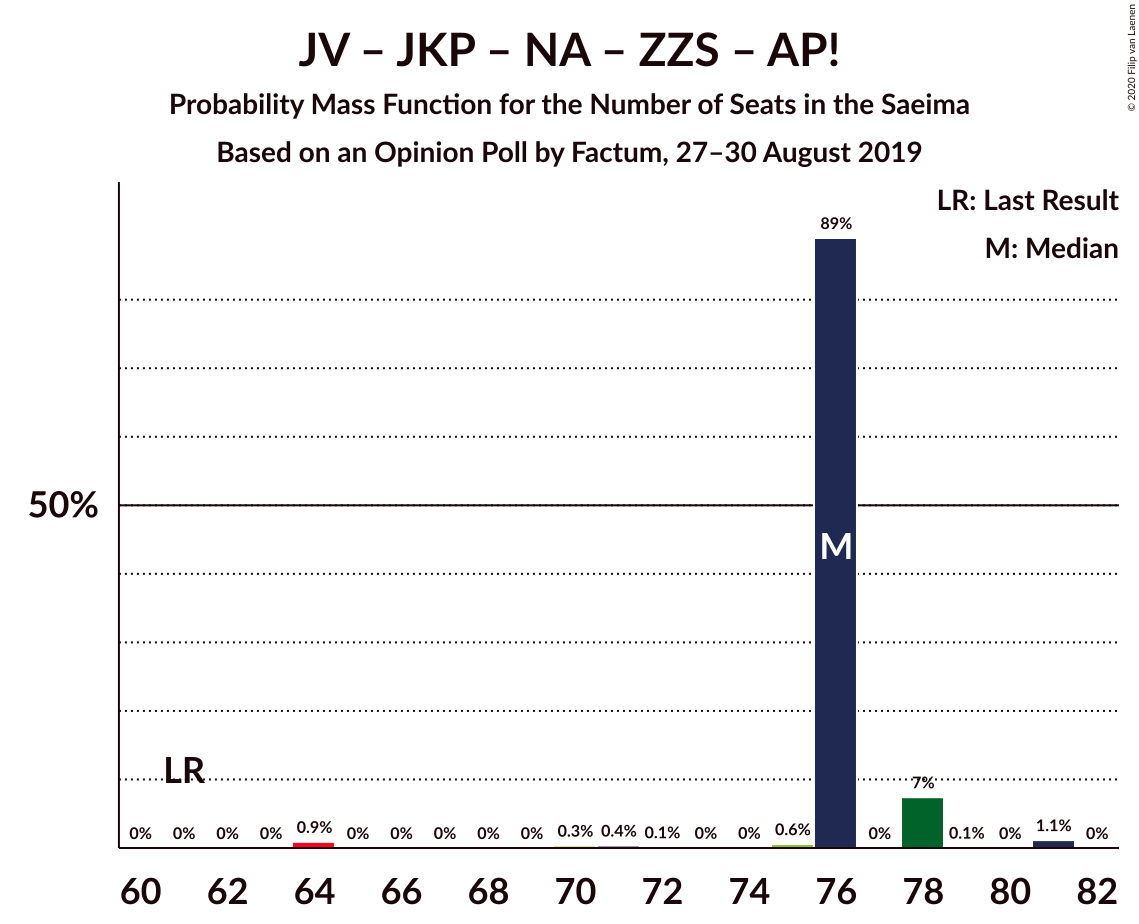 JV – JKP – NA – ZZS – AP!
Probability Mass Function for the Number of Seats in the Saeima
Based on an Opinion Poll by Factum, 27–30 August 2019
© 2020 Filip van Laenen
LR: Last Result
M: Median
89%
50%
M
LR
0% 0% 0% 0% 0.9% 0% 0% 0% 0% 0% 0.3% 0.4% 0.1% 0% 0% 0.6% 0% 7% 0.1% 0% 1.1% 0%
60 62 64 66 68 70 72 74 76 78 80 82